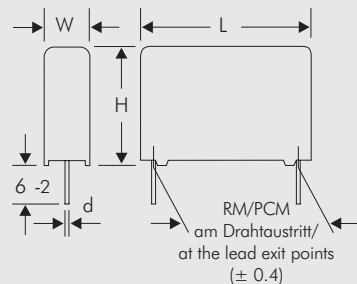 W
L
H
6 -2
d
RM/PCM
am Drahtaustritt/
at the lead exit points
(± 0.4)